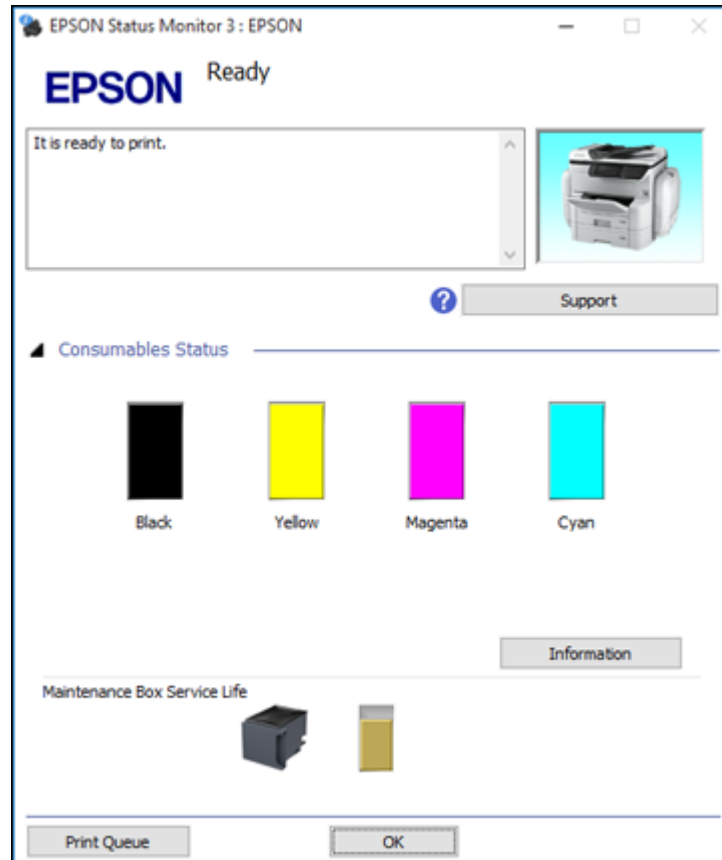 EPSON Status Monitor 3 : EPSON
EPSON
Ready
It is ready to print.
Support
Consumables Status
Black Yellow Magenta Cyan
Information
Maintenance Box Service Life
Print Queue OK